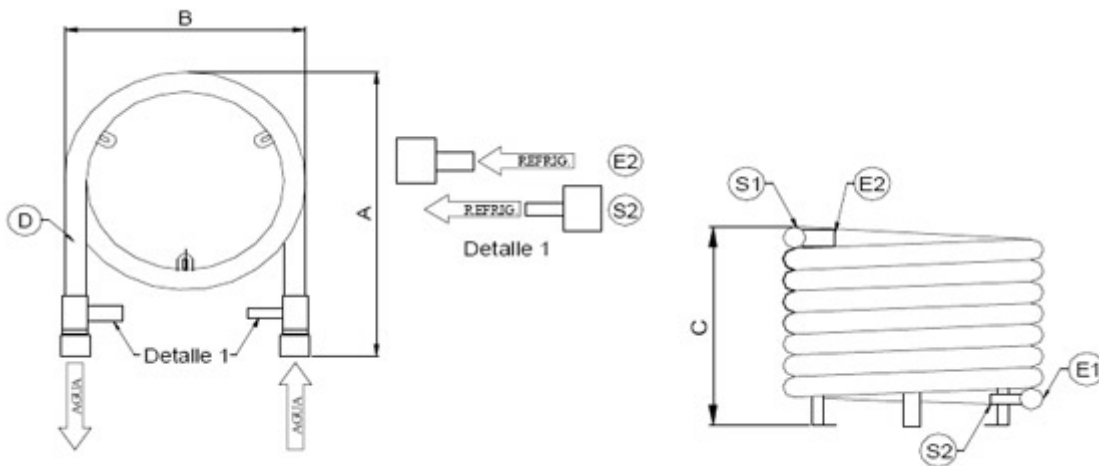 B
A
D
REFRIG.
E2
REFRIG.
S2
Detalle 1
Detalle 1
AGUA
AGUA
S1
E2
C
E1
S2